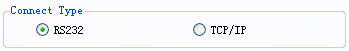 Connect Type
RS232 TCP/IP